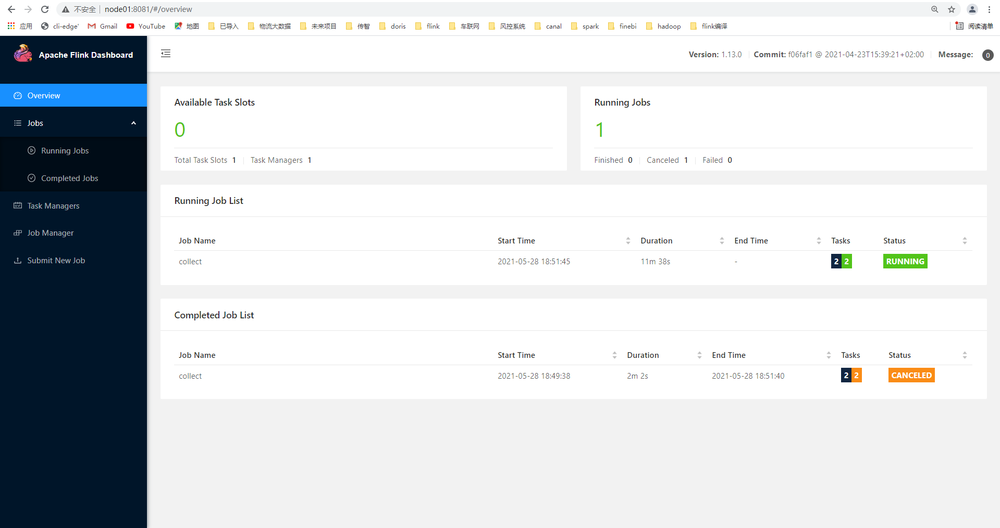 不安全 node01:8081/#/overview
应用 cli-edge' Gmail YouTube 地图 已导入 物流大数据 未来项目 传智 doris flink 车联网 风控系统 canal spark finebi hadoop flink编译 阅读清单
Apache Flink Dashboard
Version: 1.13.0 Commit: f06faf1 @ 2021-04-23T15:39:21+02:00 Message: 0
Overview
Jobs
Running Jobs
Completed Jobs
Task Managers
Job Manager
Submit New Job
Available Task Slots
0
Total Task Slots 1 Task Managers 1
Running Jobs
1
Finished 0 Canceled 1 Failed 0
Running Job List
Job Name Start Time Duration End Time Tasks Status
collect 2021-05-28 18:51:45 11m 38s - 2 2 RUNNING
Completed Job List
Job Name Start Time Duration End Time Tasks Status
collect 2021-05-28 18:49:38 2m 2s 2021-05-28 18:51:40 2 2 CANCELED